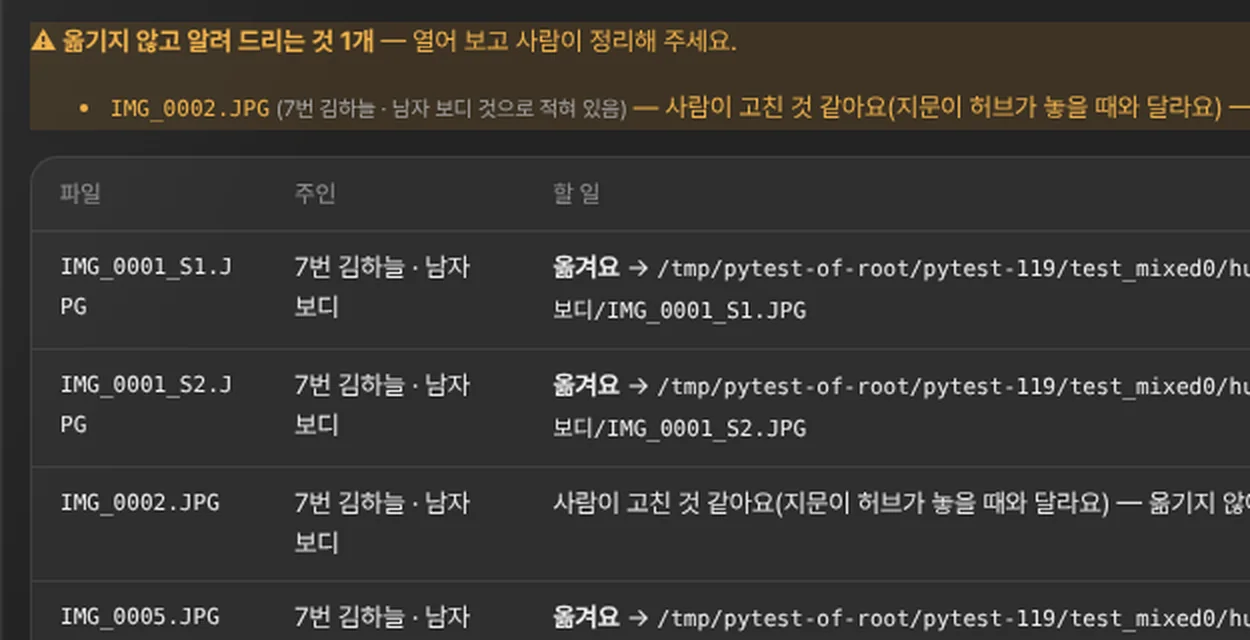 ⚠ 옮기지 않고 알려 드리는 것 1개 — 열어 보고 사람이 정리해 주세요.
• IMG_0002.JPG (7번 김하늘 · 남자 보디 것으로 적혀 있음) — 사람이 고친 것 같아요(지문이 허브가 놓을 때와 달라요) —
파일 주인 할 일
IMG_0001_S1.J 7번 김하늘 · 남자 옮겨요 → /tmp/pytest-of-root/pytest-119/test_mixed0/hu
PG 보디 보디/IMG_0001_S1.JPG
IMG_0001_S2.J 7번 김하늘 · 남자 옮겨요 → /tmp/pytest-of-root/pytest-119/test_mixed0/hu
PG 보디 보디/IMG_0001_S2.JPG
IMG_0002.JPG 7번 김하늘 · 남자 사람이 고친 것 같아요(지문이 허브가 놓을 때와 달라요) — 옮기지
보디
IMG_0005.JPG 7번 김하늘 · 남자 옮겨요 → /tmp/pytest-of-root/pytest-119/test_mixed0/hu